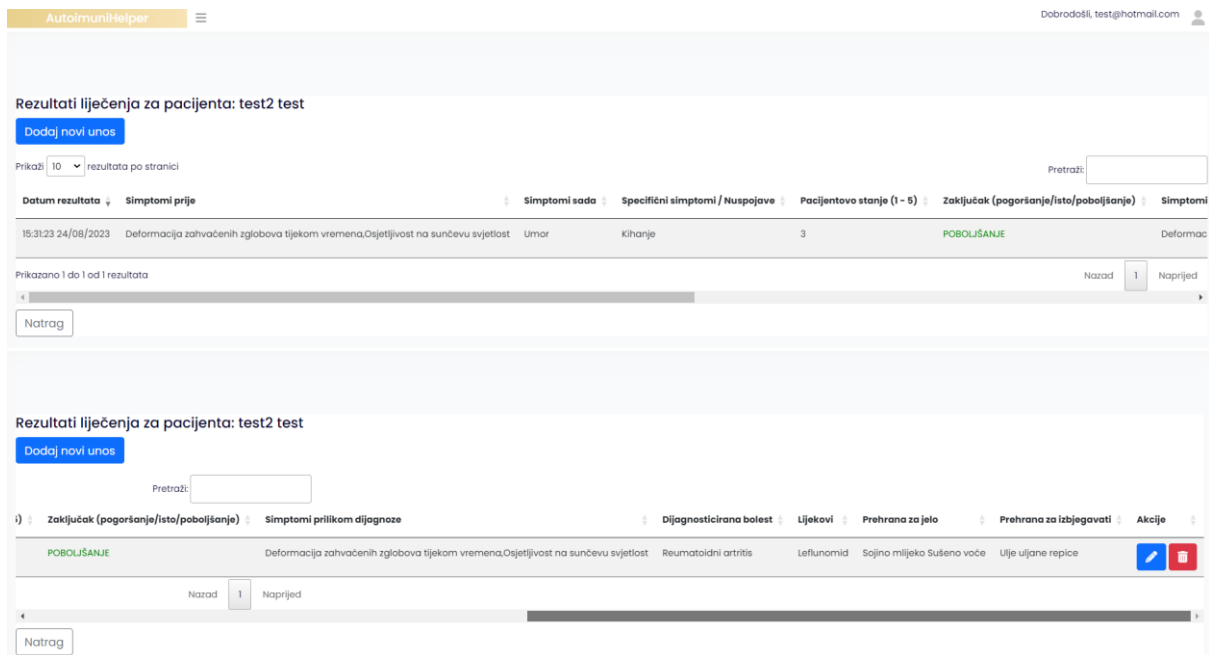 AutoimuniHelper Dobrodošli, test@hotmail.com
Rezultati liječenja za pacijenta: test2 test
Dodaj novi unos
Prikaži 10 rezultata po stranici Pretraži:
Datum rezultata Simptomi prije Simptomi sada Specifični simptomi / Nuspojave Pacijentovo stanje (1 - 5) Zaključak (pogoršanje/isto/poboljšanje) Simptomi
15:31:23 24/08/2023 Deformacija zahvaćenih zglobova tijekom vremena,Osjetljivost na sunčevu svjetlost Umor Kihanje 3 POBOLJŠANJE Deformac
Prikazano 1 do 1 od 1 rezultata Nazad 1 Naprijed
Natrag
Rezultati liječenja za pacijenta: test2 test
Dodaj novi unos
Pretraži:
5) Zaključak (pogoršanje/isto/poboljšanje) Simptomi prilikom dijagnoze Dijagnosticirana bolest Lijekovi Prehrana za jelo Prehrana za izbjegavati Akcije
POBOLJŠANJE Deformacija zahvaćenih zglobova tijekom vremena,Osjetljivost na sunčevu svjetlost Reumatoidni artritis Leflunomid Sojino mlijeko Sušeno voće Ulje uljane repice
Nazad 1 Naprijed
Natrag